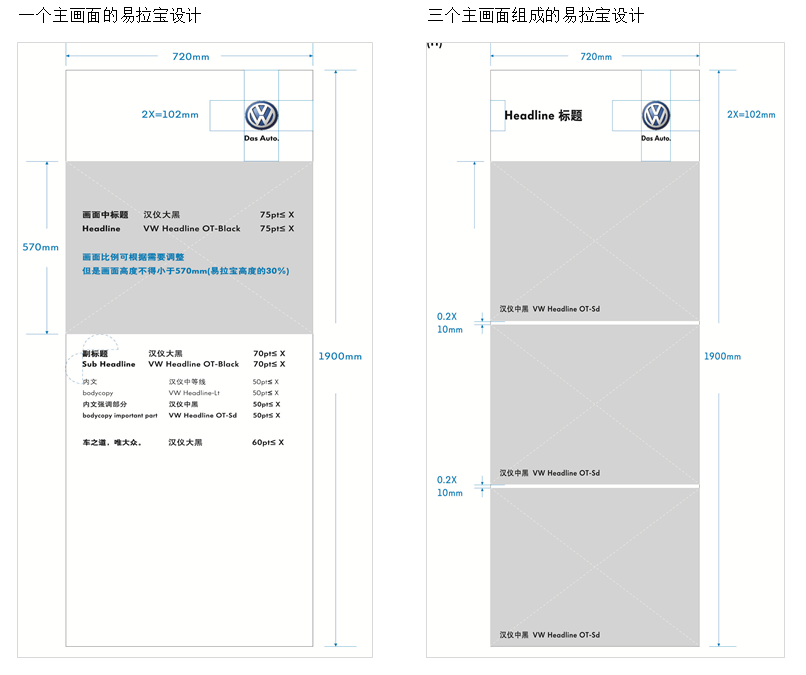 一个主画面的易拉宝设计
720mm
2X=102mm
Das Auto.
570mm
画面中标题 汉仪大黑 75pt≤ X
Headline VW Headline OT-Black 75pt≤ X
画面比例可根据需要调整
但是画面高度不得小于570mm(易拉宝高度的30%)
副标题 汉仪大黑 70pt≤ X
Sub Headline VW Headline OT-Black 70pt≤ X
内文 汉仪中等线 50pt≤ X
bodycopy VW Headline-Lt 50pt≤ X
内文强调部分 汉仪中黑 50pt≤ X
bodycopy important part VW Headline OT-Sd 50pt≤ X
车之道，唯大众。 汉仪大黑 60pt≤ X
1900mm
三个主画面组成的易拉宝设计
720mm
Headline 标题
2X=102mm
Das Auto.
汉仪中黑 VW Headline OT-Sd
0.2X
10mm
1900mm
汉仪中黑 VW Headline OT-Sd
0.2X
10mm
汉仪中黑 VW Headline OT-Sd